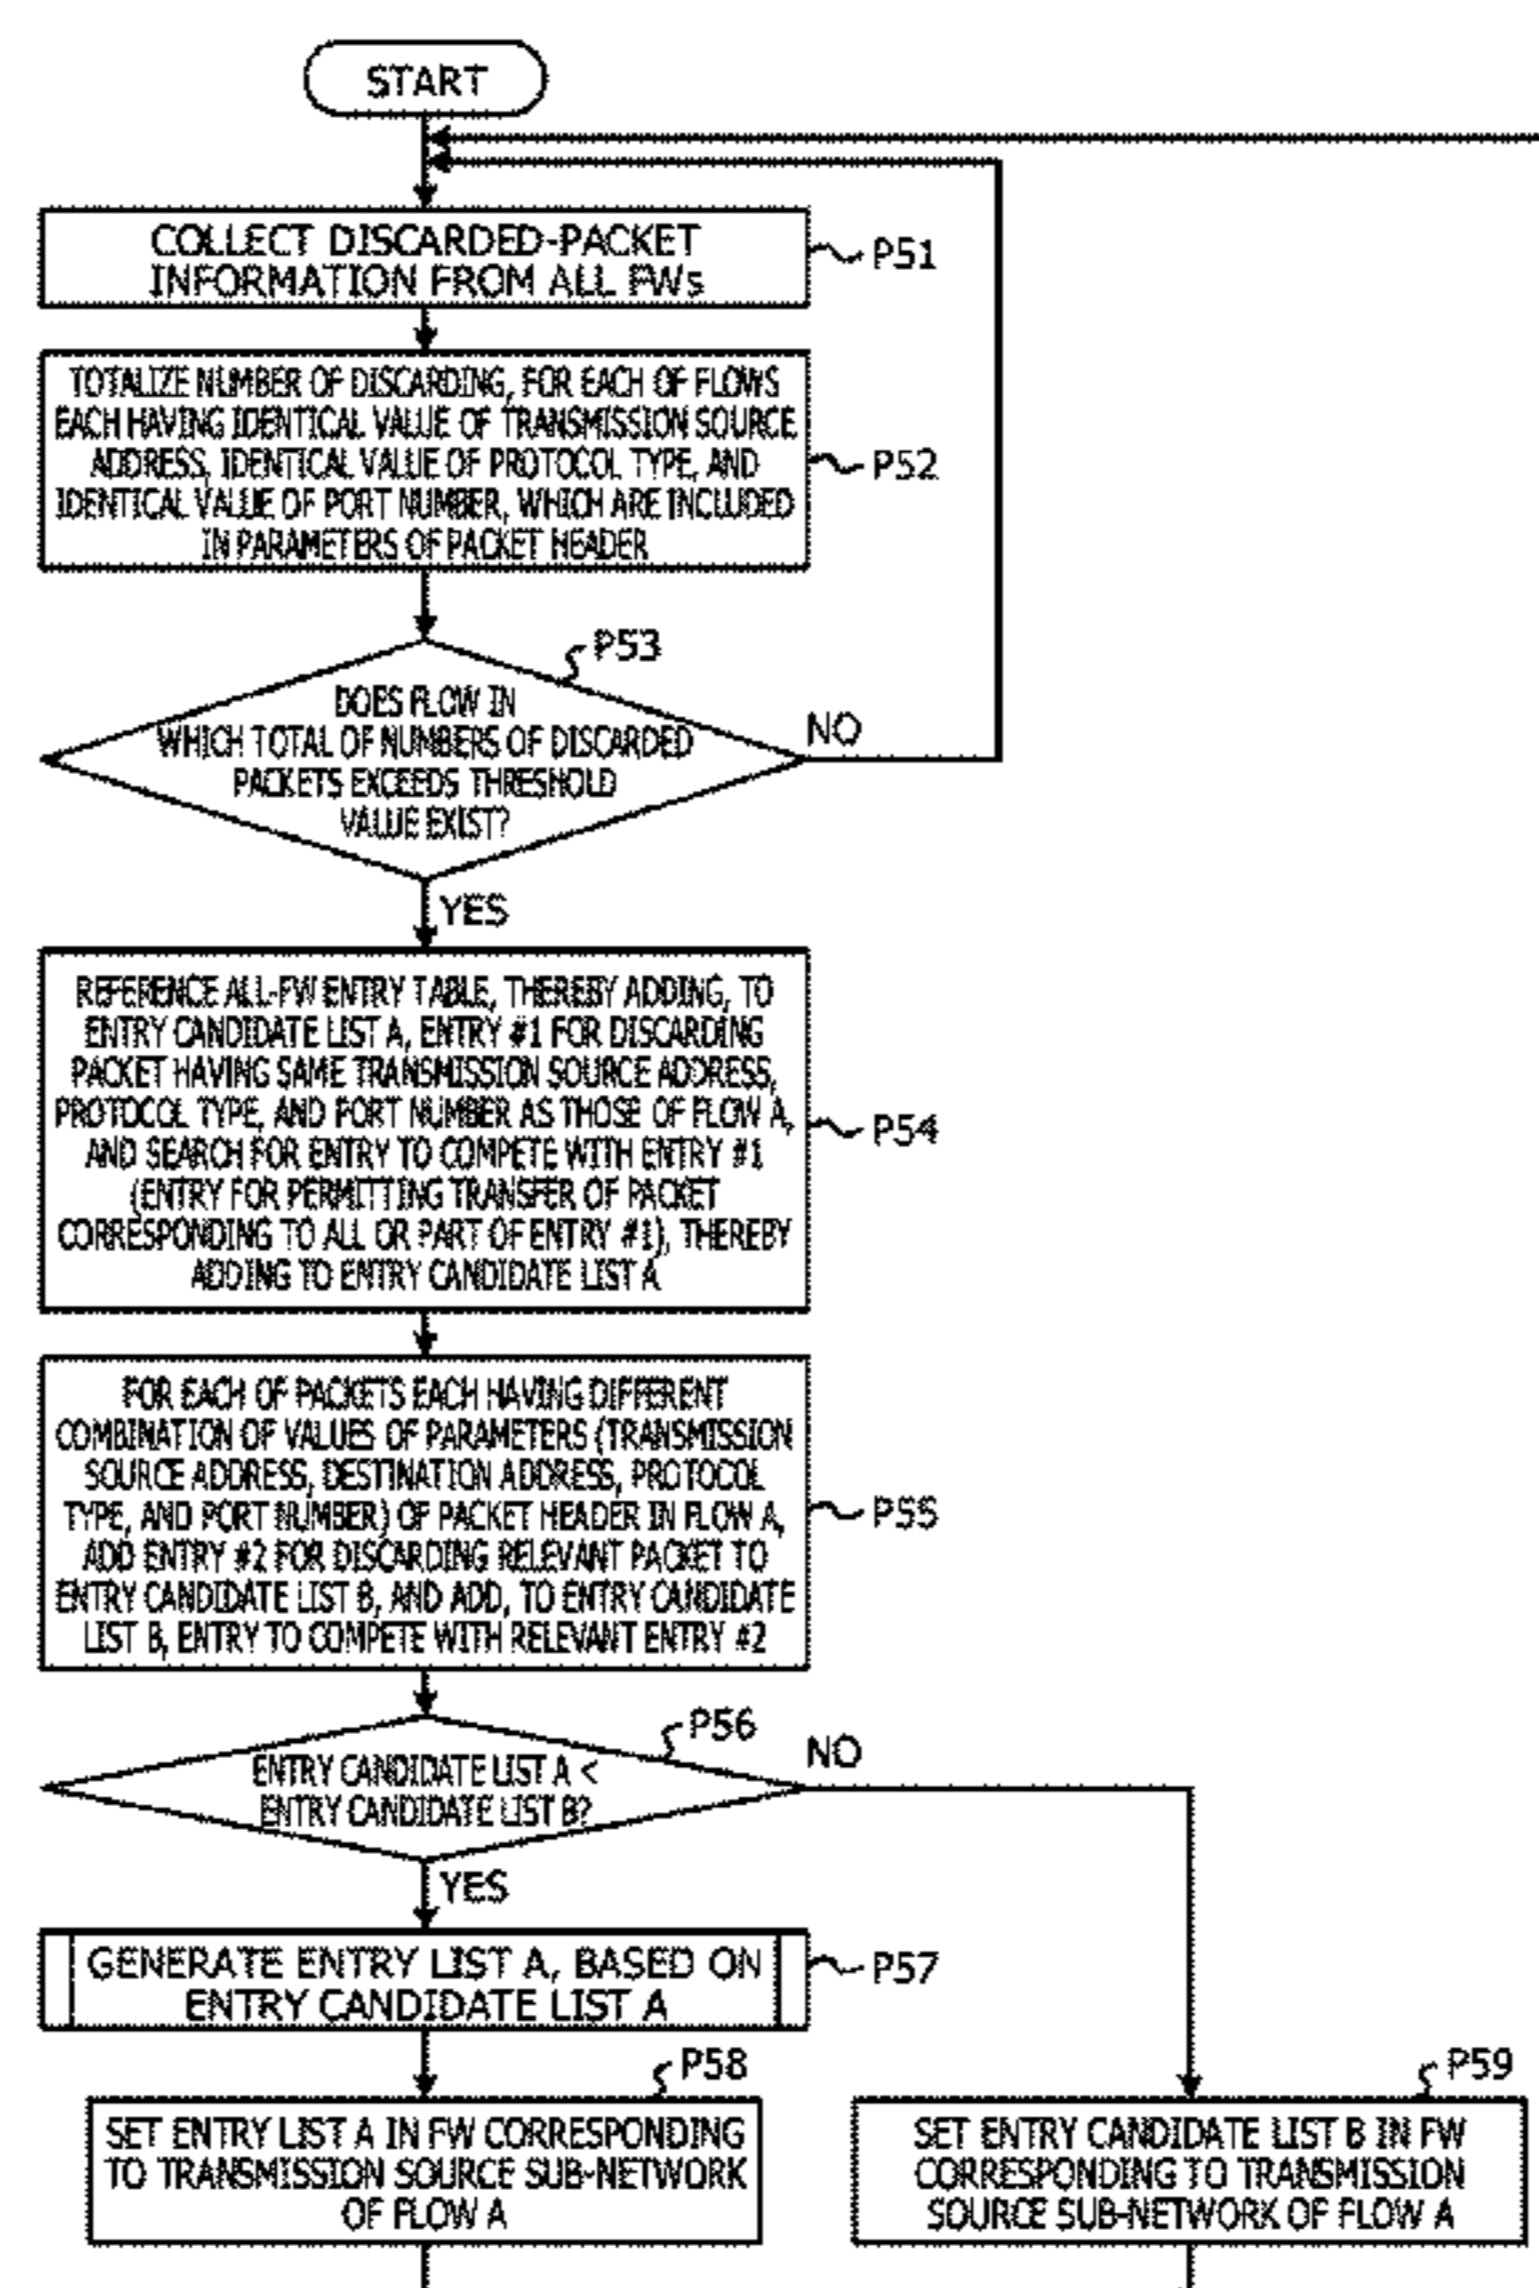 START
COLLECT DISCARDED-PACKET
INFORMATION FROM ALL FWs
P51
TOTALIZE NUMBER OF DISCARDING, FOR EACH OF FLOWS
EACH HAVING IDENTICAL VALUE OF TRANSMISSION SOURCE
ADDRESS, IDENTICAL VALUE OF PROTOCOL TYPE, AND
IDENTICAL VALUE OF PORT NUMBER, WHICH ARE INCLUDED
IN PARAMETERS OF PACKET HEADER
P52
P53
DOES FLOW IN
WHICH TOTAL OF NUMBERS OF DISCARDED
PACKETS EXCEEDS THRESHOLD
VALUE EXIST?
NO
YES
REFERENCE ALL-FW ENTRY TABLE, THEREBY ADDING, TO
ENTRY CANDIDATE LIST A, ENTRY #1 FOR DISCARDING
PACKET HAVING SAME TRANSMISSION SOURCE ADDRESS,
PROTOCOL TYPE, AND PORT NUMBER AS THOSE OF FLOW A,
AND SEARCH FOR ENTRY TO COMPETE WITH ENTRY #1
(ENTRY FOR PERMITTING TRANSFER OF PACKET
CORRESPONDING TO ALL OR PART OF ENTRY #1), THEREBY
ADDING TO ENTRY CANDIDATE LIST A
P54
FOR EACH OF PACKETS EACH HAVING DIFFERENT
COMBINATION OF VALUES OF PARAMETERS (TRANSMISSION
SOURCE ADDRESS, DESTINATION ADDRESS, PROTOCOL
TYPE, AND PORT NUMBER) OF PACKET HEADER IN FLOW A,
ADD ENTRY #2 FOR DISCARDING RELEVANT PACKET TO
ENTRY CANDIDATE LIST B, AND ADD, TO ENTRY CANDIDATE
LIST B, ENTRY TO COMPETE WITH RELEVANT ENTRY #2
P55
P56
ENTRY CANDIDATE LIST A <
ENTRY CANDIDATE LIST B?
NO
YES
GENERATE ENTRY LIST A, BASED ON
ENTRY CANDIDATE LIST A
P57
P58
SET ENTRY LIST A IN FW CORRESPONDING
TO TRANSMISSION SOURCE SUB-NETWORK
OF FLOW A
P59
SET ENTRY CANDIDATE LIST B IN FW
CORRESPONDING TO TRANSMISSION
SOURCE SUB-NETWORK OF FLOW A